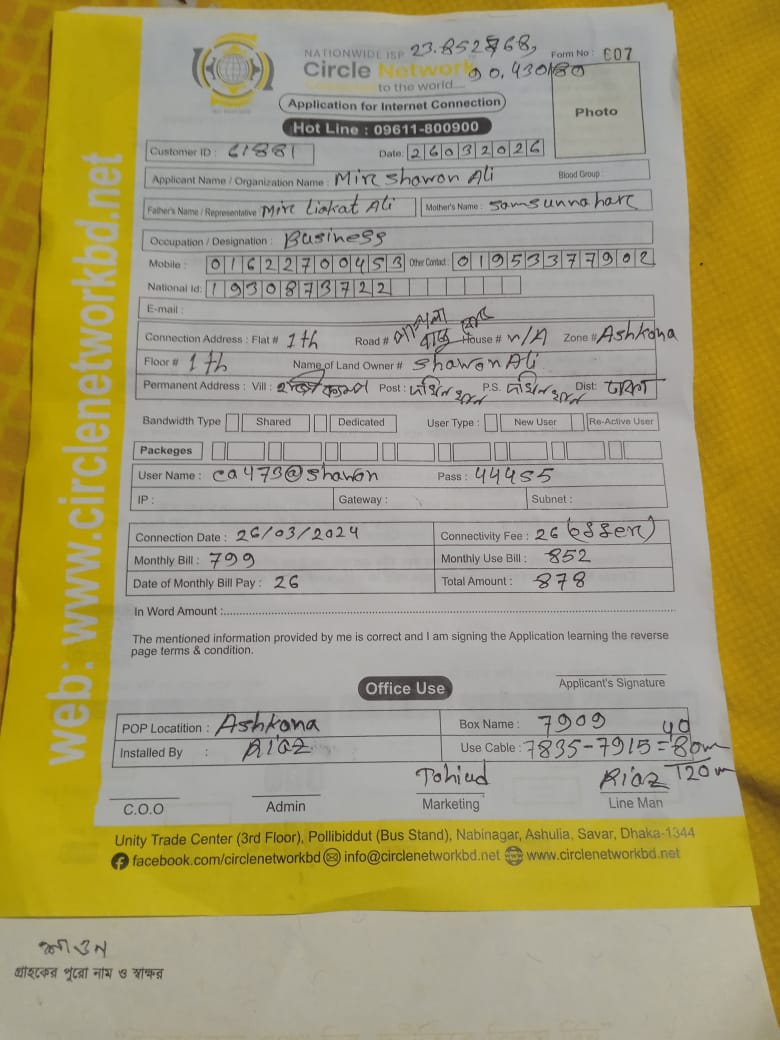 NATIONWIDE ISP 23.852768,
Form No : 607
Circle Network 90.430180
Connecting to the world....
Application for Internet Connection
Hot Line : 09611-800900
Photo
Customer ID : 61881 Date: 26032026
Applicant Name / Organization Name : Mir Shawon Ali Blood Group :
Father's Name / Representative Mir Liakat Ali Mother's Name : Samsunnahar
Occupation / Designation : Business
Mobile : 01622700453 Other Contact : 01953377902
National Id: 1930873722
E-mail :
Connection Address : Flat # 1th Road # House # N/A Zone # Ashkona
Floor # 1th Name of Land Owner # Shawon Ali
Permanent Address : Vill : Post : দক্ষিণ খান P.S. দক্ষিণ খান Dist: ঢাকা
Bandwidth Type Shared Dedicated User Type : New User Re-Active User
Packeges
User Name : ca473@shawon Pass : 44455
IP : Gateway : Subnet :
Connection Date : 26/03/2024 Connectivity Fee : 26
Monthly Bill : 799 Monthly Use Bill : 852
Date of Monthly Bill Pay : 26 Total Amount : 878
In Word Amount :
The mentioned information provided by me is correct and I am signing the Application learning the reverse
page terms & condition.
Applicant's Signature
Office Use
POP Locatition : Ashkona Box Name : 7909
Installed By : Riaz Use Cable : 7835-7915=80m
40
120m
Tohiud Riaz
C.O.O Admin Marketing Line Man
Unity Trade Center (3rd Floor), Pollibiddut (Bus Stand), Nabinagar, Ashulia, Savar, Dhaka-1344
facebook.com/circlenetworkbd info@circlenetworkbd.net www.circlenetworkbd.net
web: www.circlenetworkbd.net
শাওন
গ্রাহকের পুরো নাম ও স্বাক্ষর